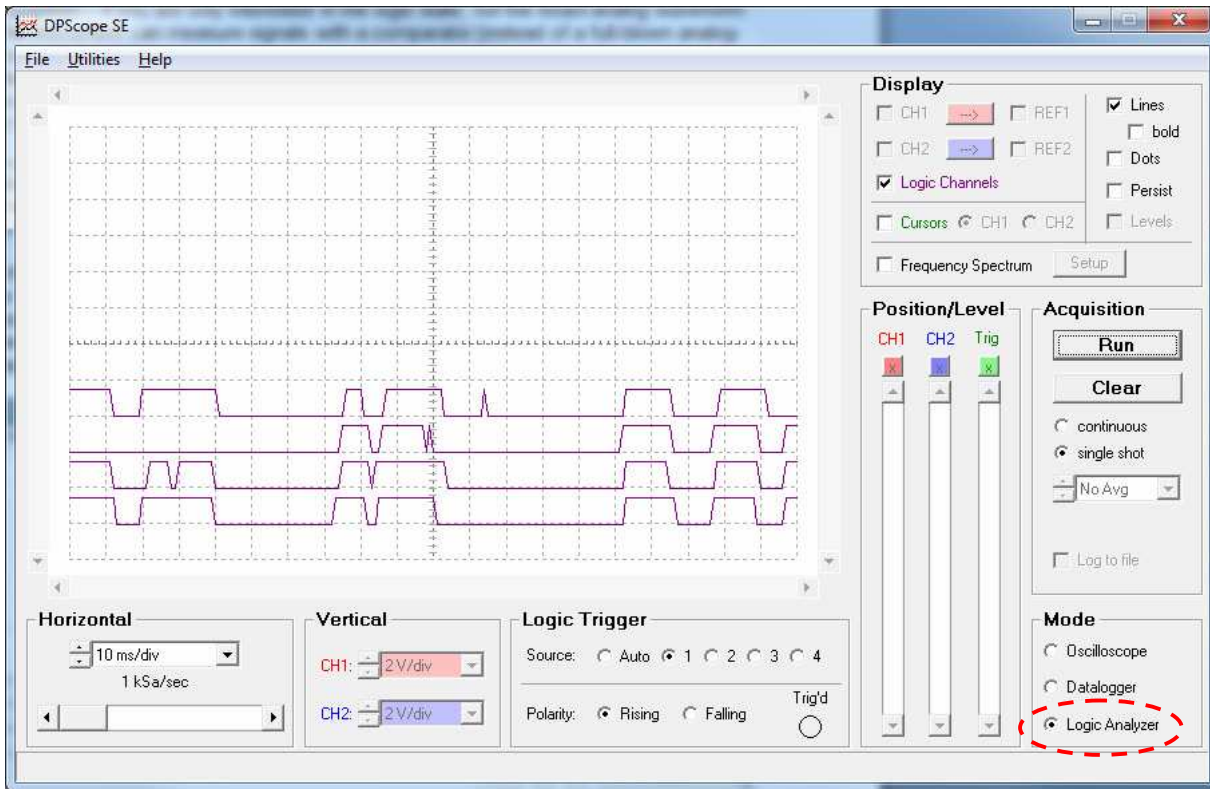 DPScope SE
File Utilities Help
Display
CH1 --> REF1
CH2 --> REF2
Logic Channels
Cursors CH1 CH2
Frequency Spectrum Setup
Lines
bold
Dots
Persist
Levels
Position/Level
CH1 CH2 Trig
x x x
Acquisition
Run
Clear
continuous
single shot
No Avg
Log to file
Horizontal
10 ms/div
1 kSa/sec
Vertical
CH1: 2 V/div
CH2: 2 V/div
Logic Trigger
Source: Auto 1 2 3 4
Polarity: Rising Falling
Trig'd
Mode
Oscilloscope
Datalogger
Logic Analyzer